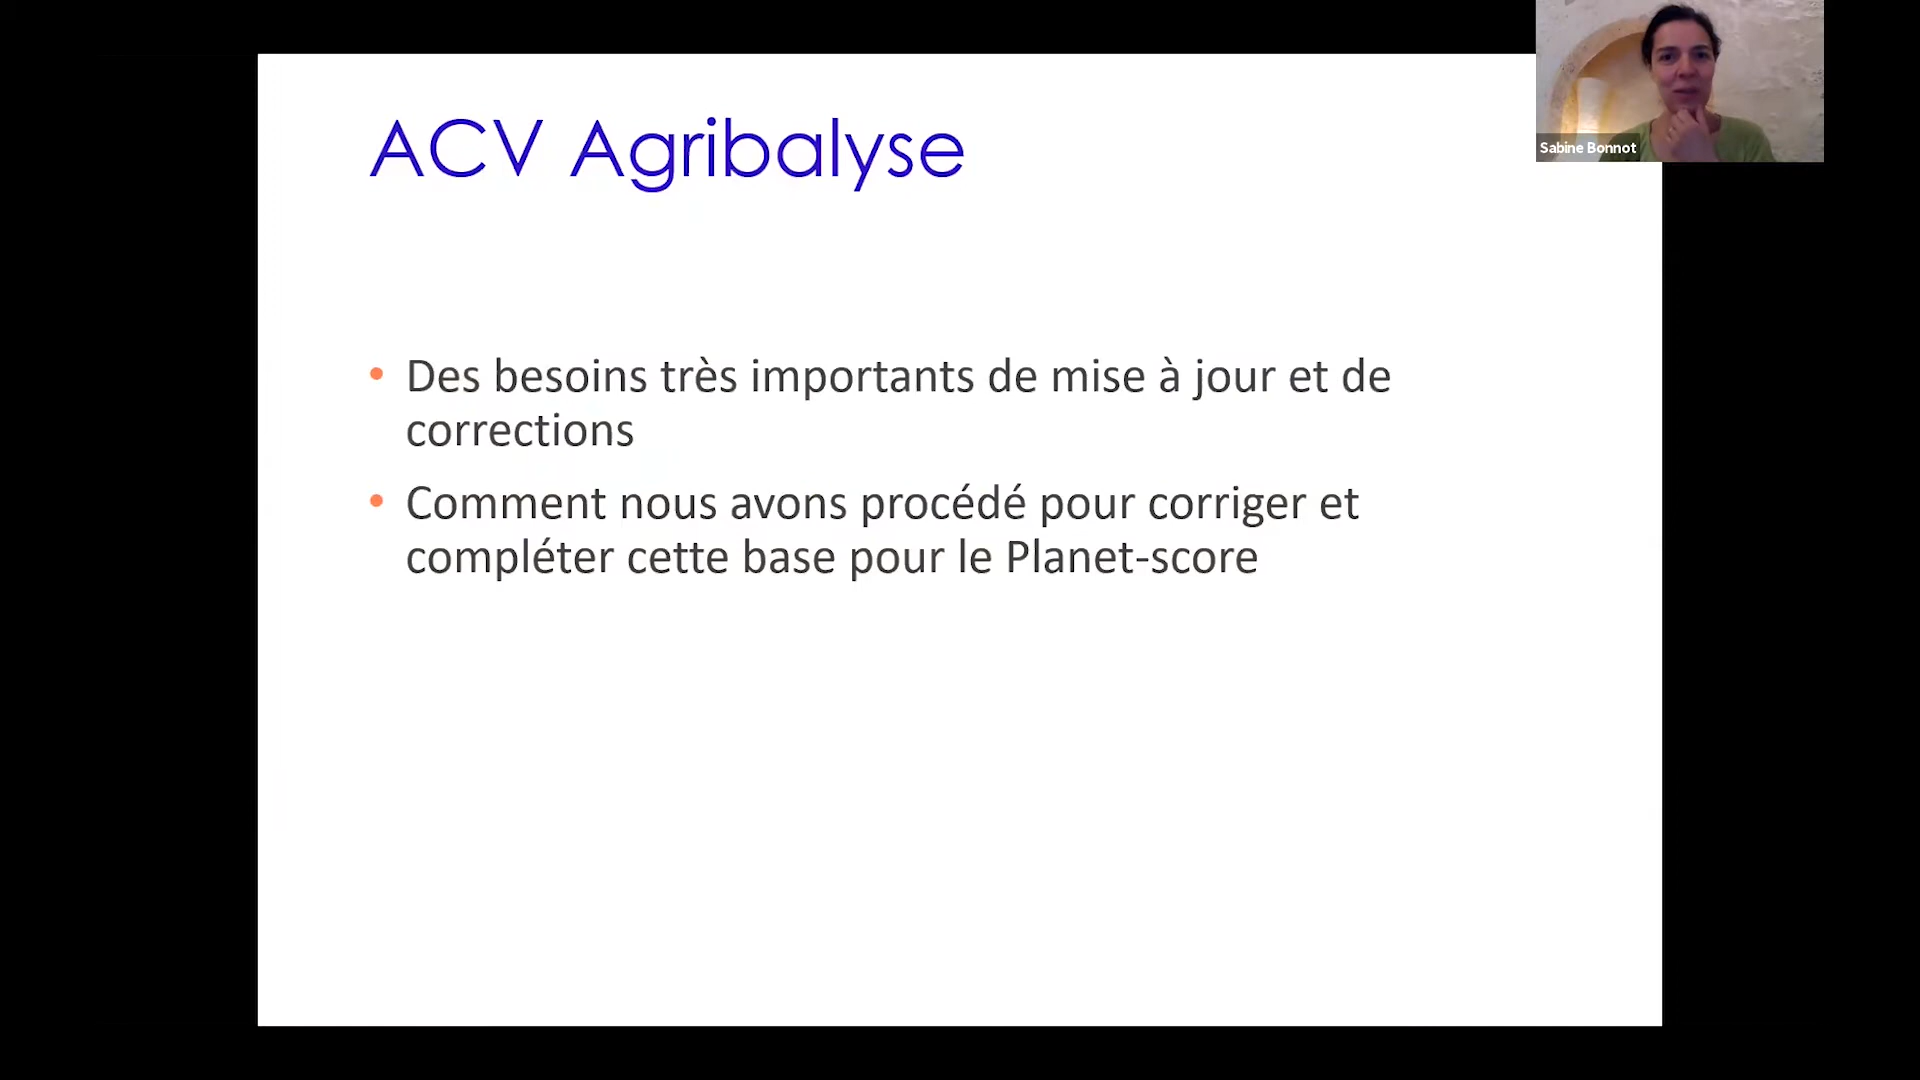 ACV Agribalyse
Sabine Bonnot
• Des besoins très importants de mise à jour et de
corrections
• Comment nous avons procédé pour corriger et
compléter cette base pour le Planet-score